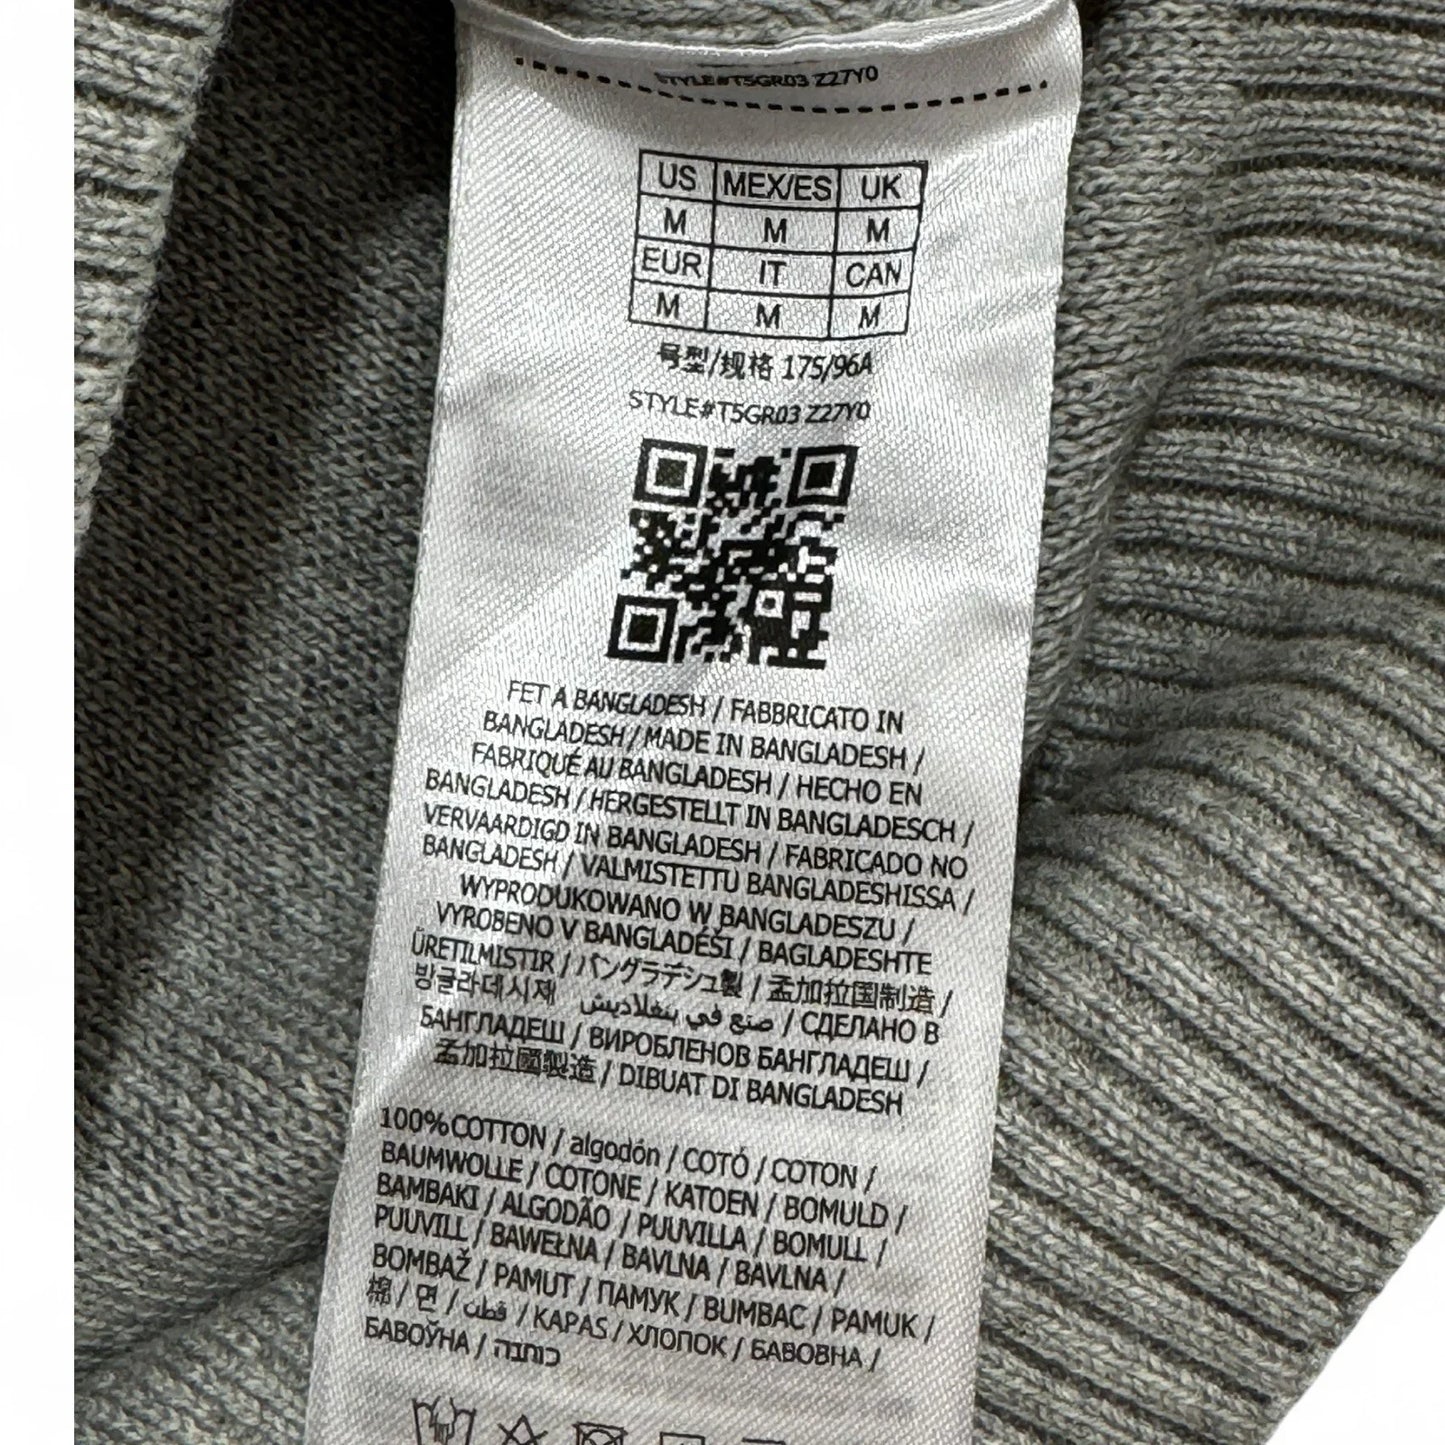 STYLE#T5GR03 Z27Y0
US MEX/ES UK
M M M
EUR IT CAN
M M M
号型/规格 175/96A
STYLE#T5GR03 Z27Y0
FET A BANGLADESH / FABBRICATO IN
BANGLADESH / MADE IN BANGLADESH /
FABRIQUÉ AU BANGLADESH / HECHO EN
BANGLADESH / HERGESTELLT IN BANGLADESCH /
VERVAARDIGD IN BANGLADESH / FABRICADO NO
BANGLADESH / VALMISTETTU BANGLADESHISSA /
WYPRODUKOWANO W BANGLADESZU /
VYROBENO V BANGLADÉŠI / BAGLADESHTE
ÜRETILMISTIR / バングラデシュ製 / 孟加拉国制造 /
방글라데시제 صنع في بنغلاديش / СДЕЛАНО В
БАНГЛАДЕШ / ВИРОБЛЕНОВ БАНГЛАДЕШ /
孟加拉國製造 / DIBUAT DI BANGLADESH
100%COTTON / algodón / COTÓ / COTON /
BAUMWOLLE / COTONE / KATOEN / BOMULD /
BAMBAKI / ALGODÃO / PUUVILLA / BOMULL /
PUUVILL / BAWEŁNA / BAVLNA / BAVLNA /
BOMBAŽ / PAMUT / ПАМУК / BUMBAC / PAMUK /
棉 / 면 / قطن / KAPAS / ХЛОПОК / БАВОВНА /
БАВОЎНА / כותנה